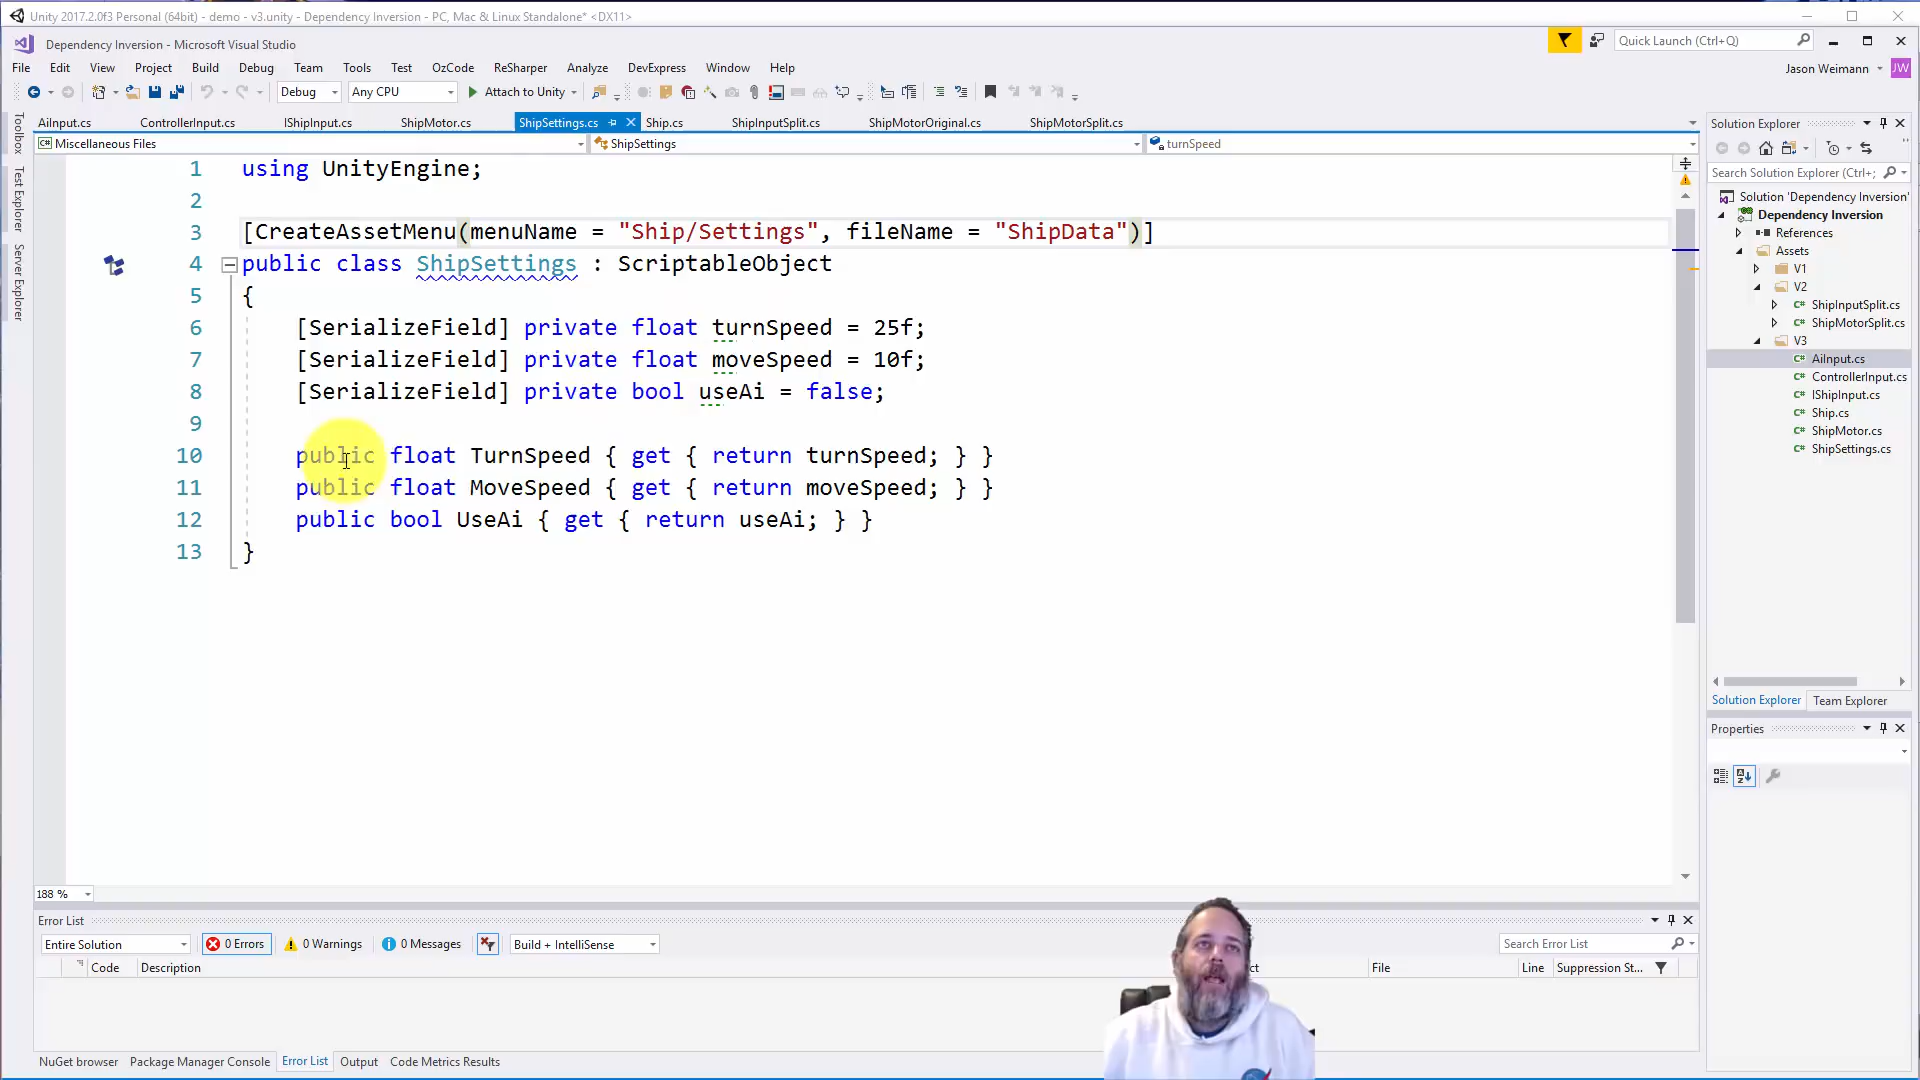 Unity 2017.2.0f3 Personal (64bit) - demo - v3.unity - Dependency Inversion - PC, Mac & Linux Standalone* <DX11>
Dependency Inversion - Microsoft Visual Studio
Quick Launch (Ctrl+Q)
File Edit View Project Build Debug Team Tools Test OzCode ReSharper Analyze DevExpress Window Help
Jason Weimann JW
Debug Any CPU Attach to Unity
AiInput.cs ControllerInput.cs IShipInput.cs ShipMotor.cs ShipSettings.cs Ship.cs ShipInputSplit.cs ShipMotorOriginal.cs ShipMotorSplit.cs
Miscellaneous Files ShipSettings turnSpeed
Toolbox
Test Explorer
Server Explorer
1 using UnityEngine;
2
3 [CreateAssetMenu(menuName = "Ship/Settings", fileName = "ShipData")]
4 public class ShipSettings : ScriptableObject
5 {
6 [SerializeField] private float turnSpeed = 25f;
7 [SerializeField] private float moveSpeed = 10f;
8 [SerializeField] private bool useAi = false;
9
10 public float TurnSpeed { get { return turnSpeed; } }
11 public float MoveSpeed { get { return moveSpeed; } }
12 public bool UseAi { get { return useAi; } }
13 }
188 %
Solution Explorer
Search Solution Explorer (Ctrl+;
Solution 'Dependency Inversion'
Dependency Inversion
References
Assets
V1
V2
ShipInputSplit.cs
ShipMotorSplit.cs
V3
AiInput.cs
ControllerInput.cs
IShipInput.cs
Ship.cs
ShipMotor.cs
ShipSettings.cs
Solution Explorer Team Explorer
Properties
Error List
Entire Solution 0 Errors 0 Warnings 0 Messages Build + IntelliSense Search Error List
Code Description File Line Suppression St...
NuGet browser Package Manager Console Error List Output Code Metrics Results